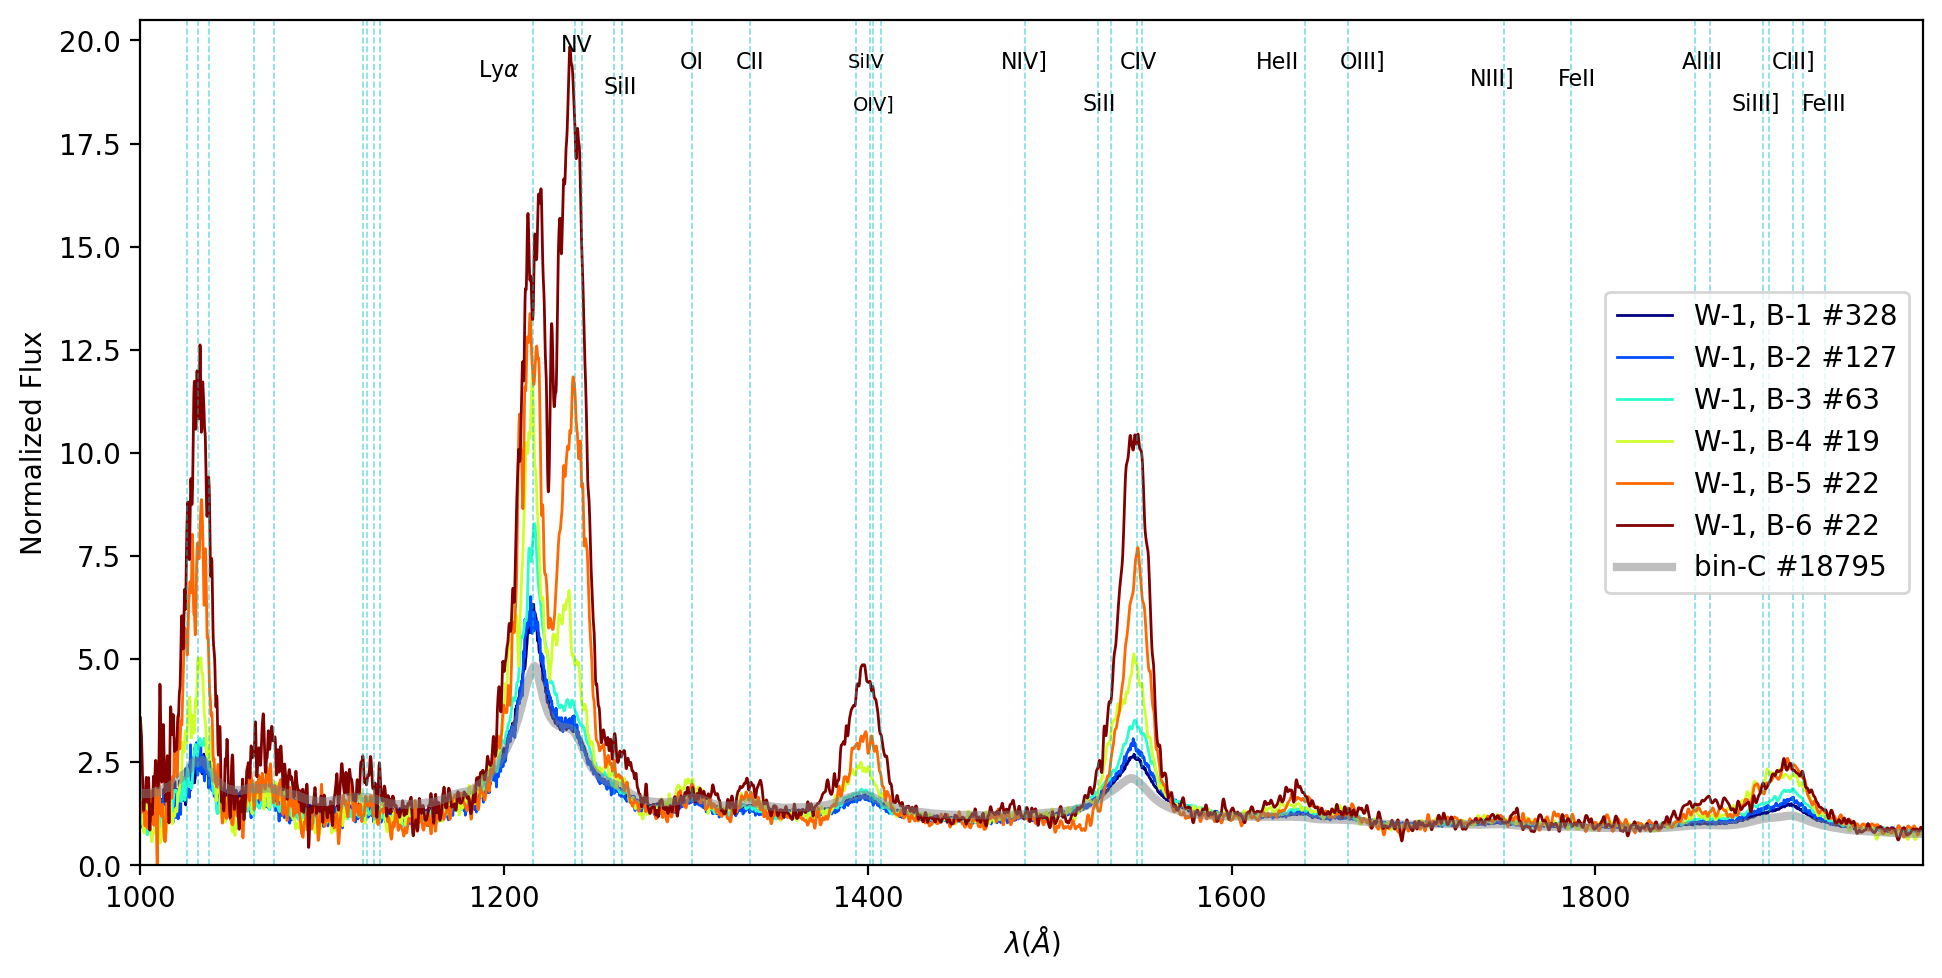 20.0
17.5
15.0
12.5
10.0
7.5
5.0
2.5
0.0
Normalized Flux
Lyα
NV
SiII
OI
CII
SiIV
OIV]
NIV]
SiII
CIV
HeII
OIII]
NIII]
FeII
AlIII
SiIII]
CIII]
FeIII
W-1, B-1 #328
W-1, B-2 #127
W-1, B-3 #63
W-1, B-4 #19
W-1, B-5 #22
W-1, B-6 #22
bin-C #18795
1000 1200 1400 1600 1800
λ(Å)